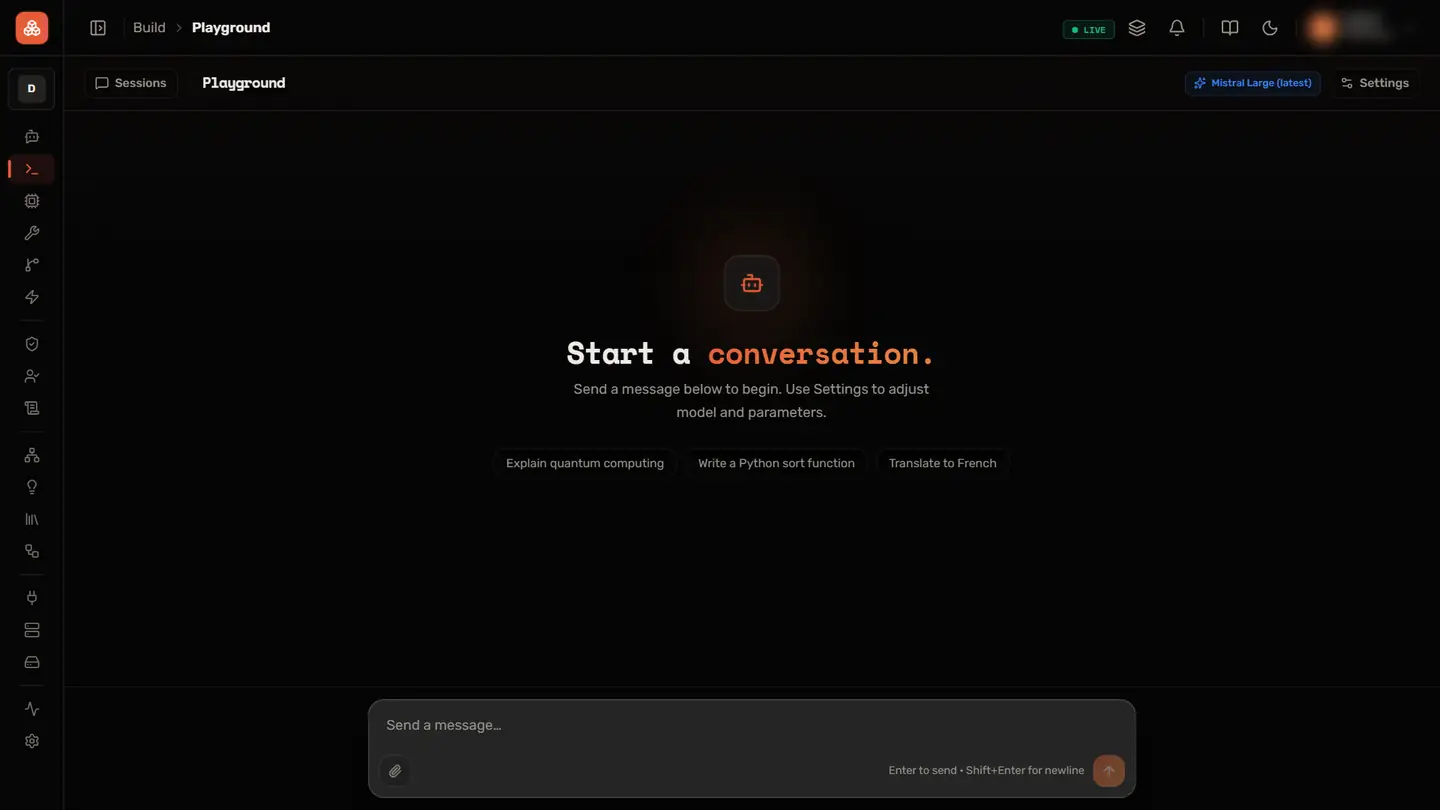 Build
Playground
LIVE
D
Sessions
Playground
Mistral Large (latest)
Settings
Start a conversation.
Send a message below to begin. Use Settings to adjust
model and parameters.
Explain quantum computing
Write a Python sort function
Translate to French
Send a message…
Enter to send • Shift+Enter for newline